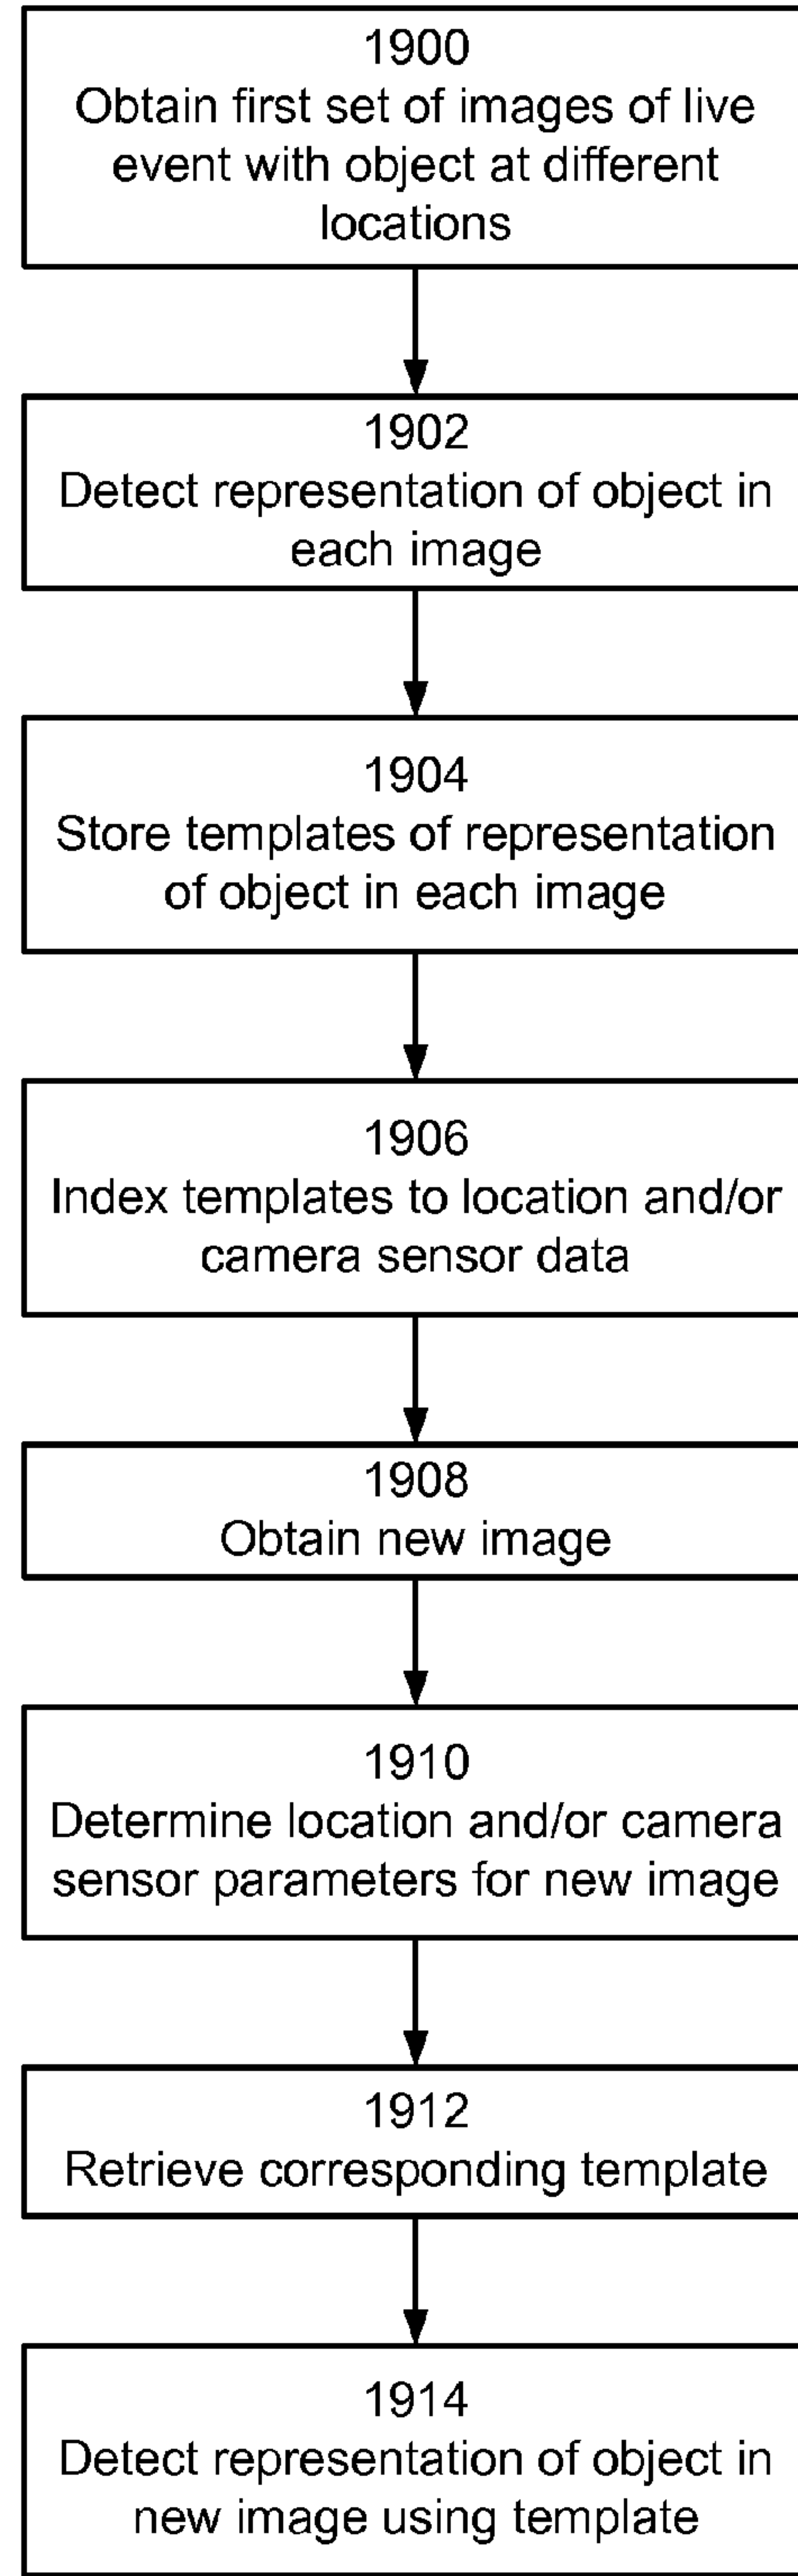 1900
Obtain first set of images of live
event with object at different
locations
1902
Detect representation of object in
each image
1904
Store templates of representation
of object in each image
1906
Index templates to location and/or
camera sensor data
1908
Obtain new image
1910
Determine location and/or camera
sensor parameters for new image
1912
Retrieve corresponding template
1914
Detect representation of object in
new image using template